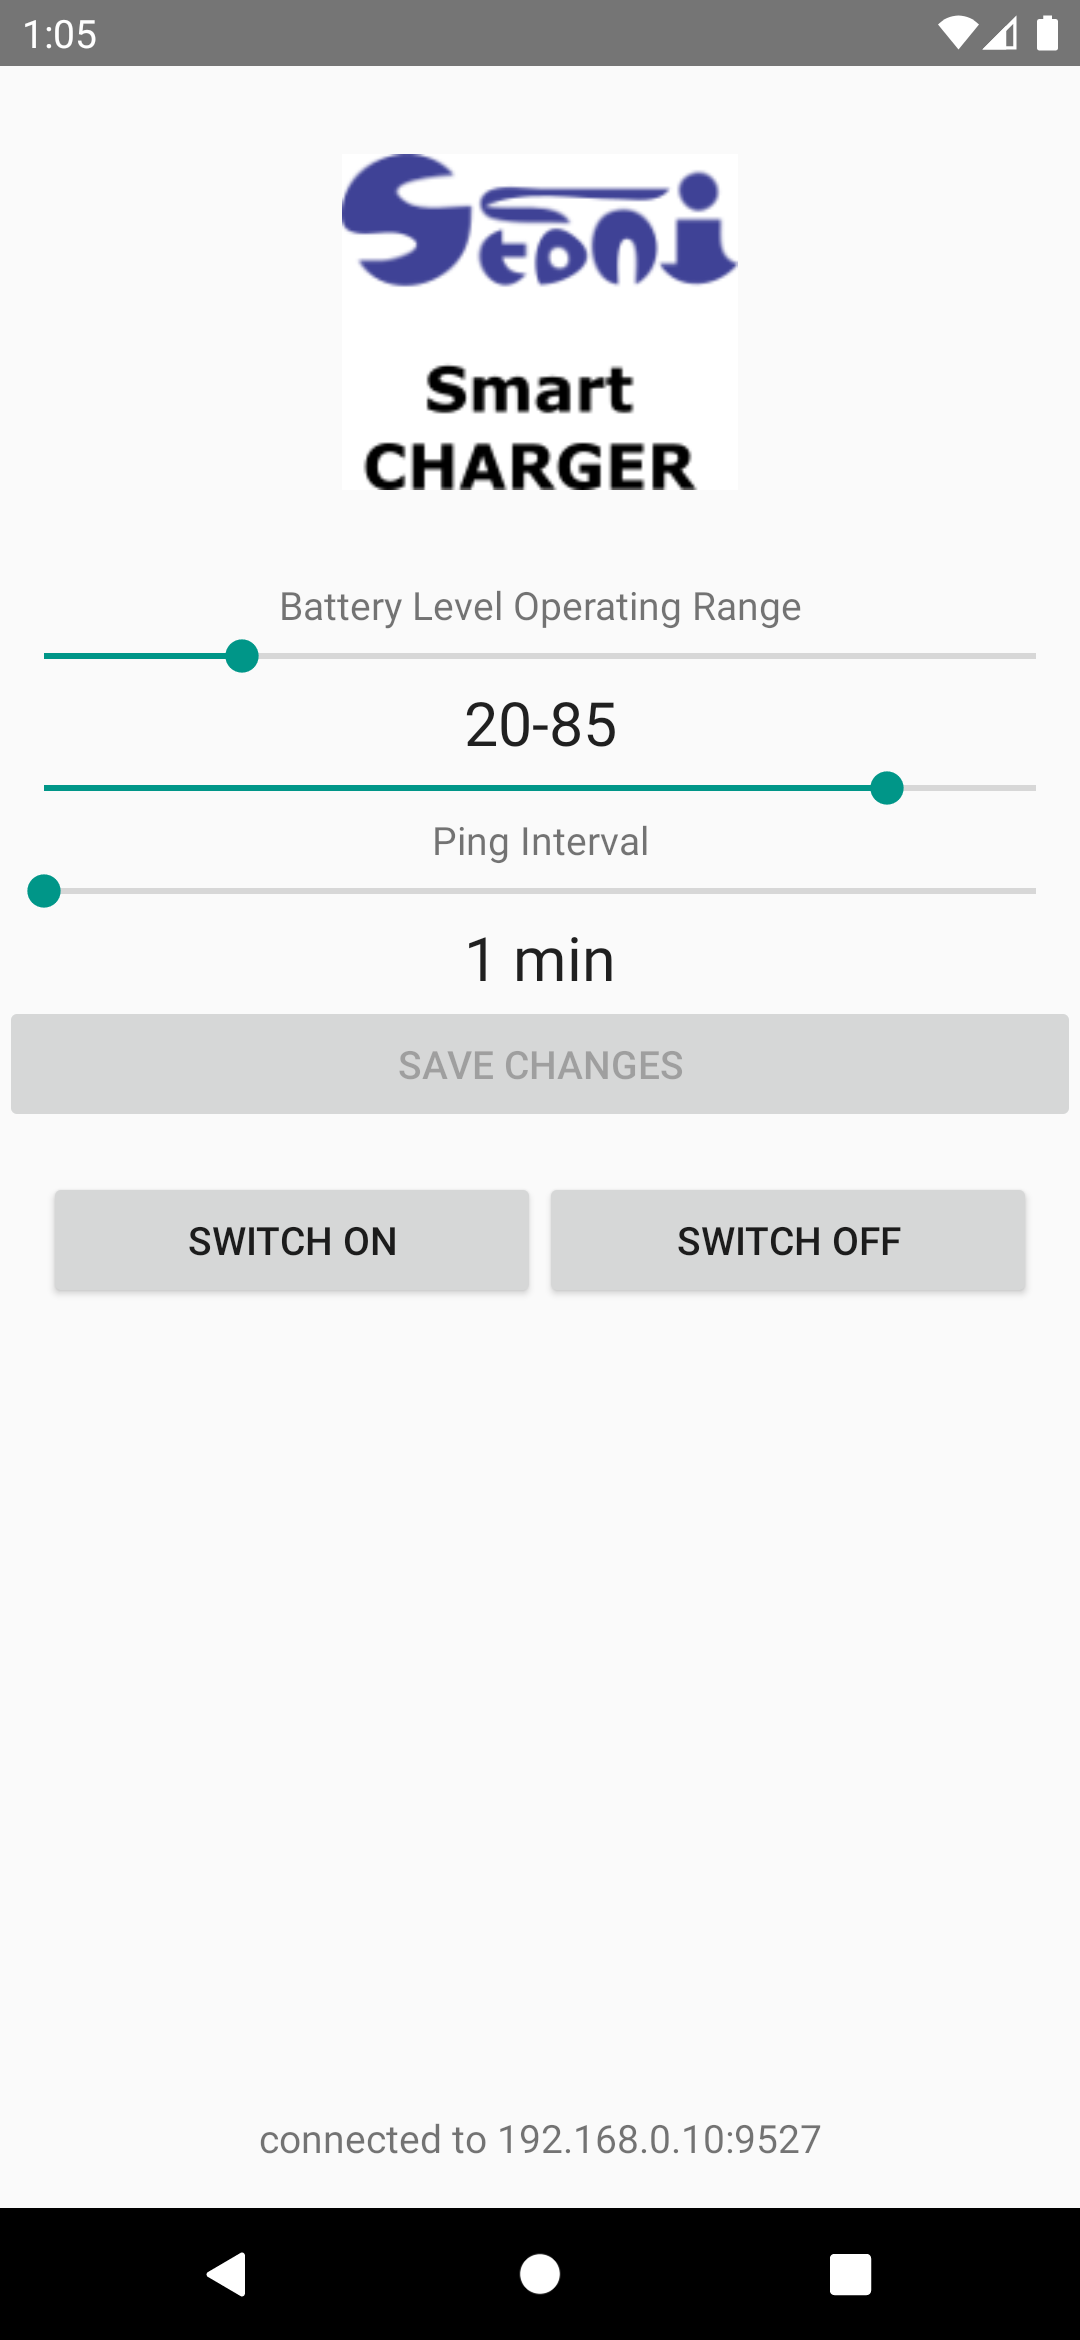 1:05
Stoni
Smart
CHARGER
Battery Level Operating Range
20-85
Ping Interval
1 min
SAVE CHANGES
SWITCH ON
SWITCH OFF
connected to 192.168.0.10:9527